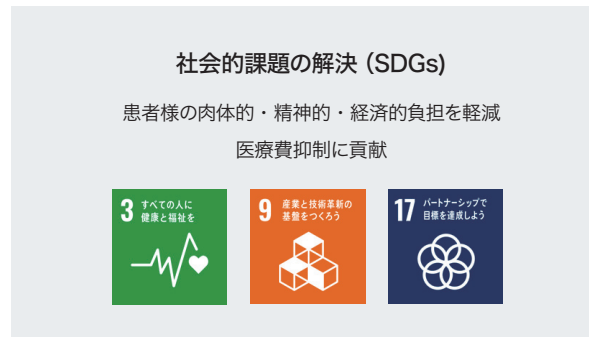 社会的課題の解決（SDGs）
患者様の肉体的・精神的・経済的負担を軽減
医療費抑制に貢献
3 すべての人に
健康と福祉を
9 産業と技術革新の
基盤をつくろう
17 パートナーシップで
目標を達成しよう